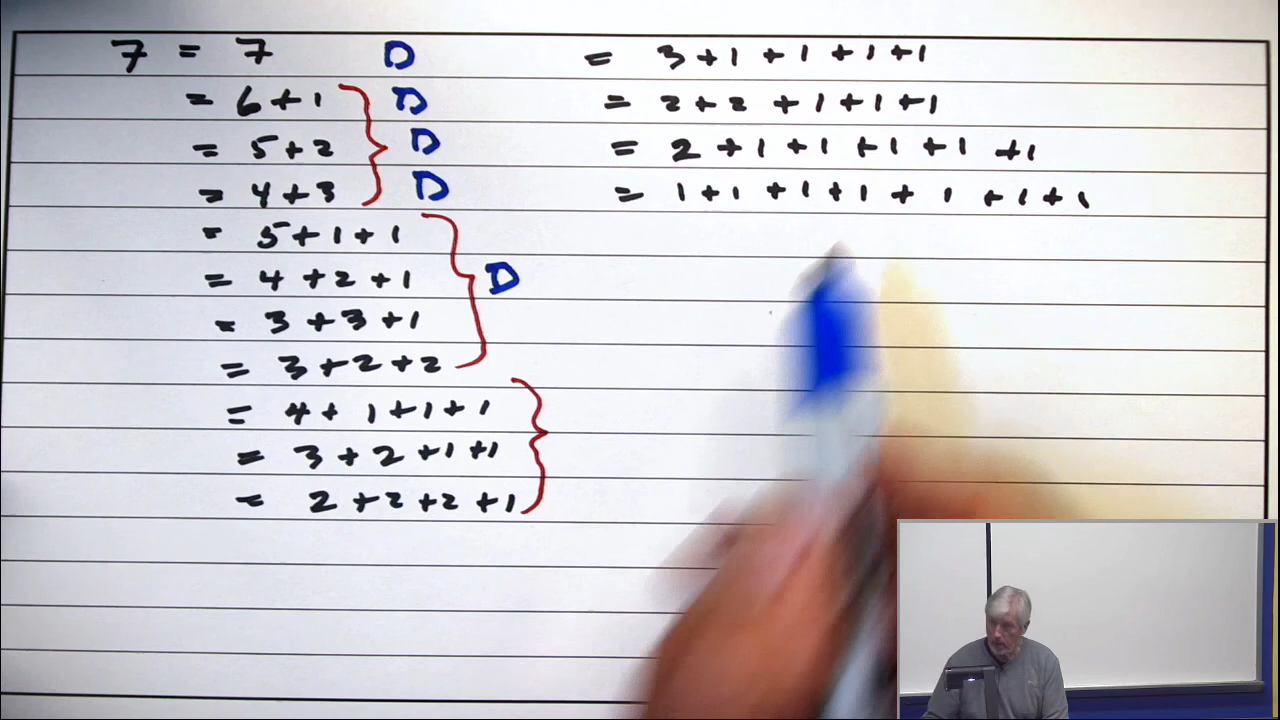 7 = 7 D
= 6 + 1 D
= 5 + 2 D
= 4 + 3 D
= 5 + 1 + 1
= 4 + 2 + 1 D
= 3 + 3 + 1
= 3 + 2 + 2
= 4 + 1 + 1 + 1
= 3 + 2 + 1 + 1
= 2 + 2 + 2 + 1
= 3 + 1 + 1 + 1 + 1
= 2 + 2 + 1 + 1 + 1
= 2 + 1 + 1 + 1 + 1 + 1
= 1 + 1 + 1 + 1 + 1 + 1 + 1